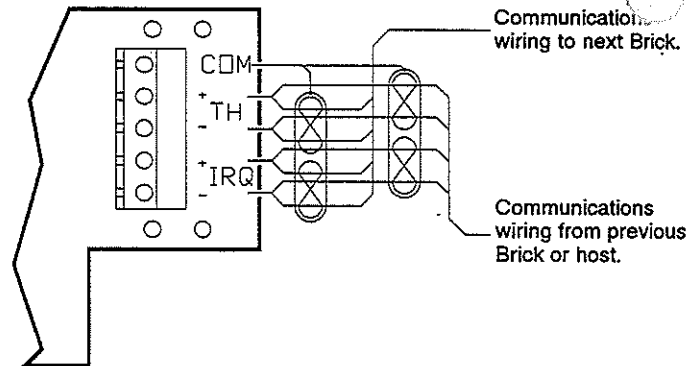 Communications
wiring to next Brick.
COM
+
TH
-
+
IRQ
-
Communications
wiring from previous
Brick or host.